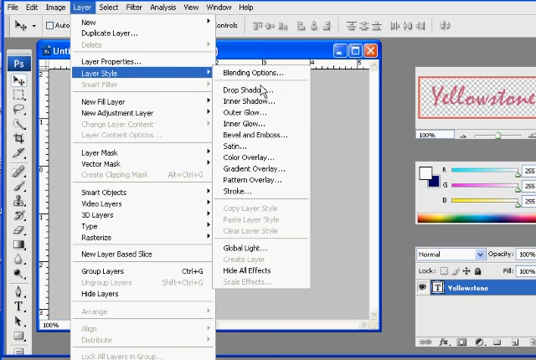 File Edit Image Layer Select Filter Analysis View Window Help
Auto
ontrols
New
Duplicate Layer...
Delete
Layer Properties...
Layer Style
Smart Filter
New Fill Layer
New Adjustment Layer
Change Layer Content
Layer Content Options...
Layer Mask
Vector Mask
Create Clipping Mask Alt+Ctrl+G
Smart Objects
Video Layers
3D Layers
Type
Rasterize
New Layer Based Slice
Group Layers Ctrl+G
Ungroup Layers Shift+Ctrl+G
Hide Layers
Arrange
Align
Distribute
Lock All Layers in Group...
Blending Options...
Drop Shadow...
Inner Shadow...
Outer Glow...
Inner Glow...
Bevel and Emboss...
Satin...
Color Overlay...
Gradient Overlay...
Pattern Overlay...
Stroke...
Copy Layer Style
Paste Layer Style
Clear Layer Style
Global Light...
Create Layer
Hide All Effects
Scale Effects...
Ps
100%
Yellowstone
100%
R 255
G 255
B 255
Normal Opacity: 100
Lock: Fill: 100
T Yellowstone